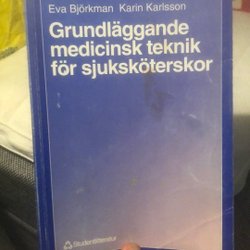 Eva Björkman Karin Karlsson
Grundläggande
medicinsk teknik
för sjuksköterskor
Studentlitteratur